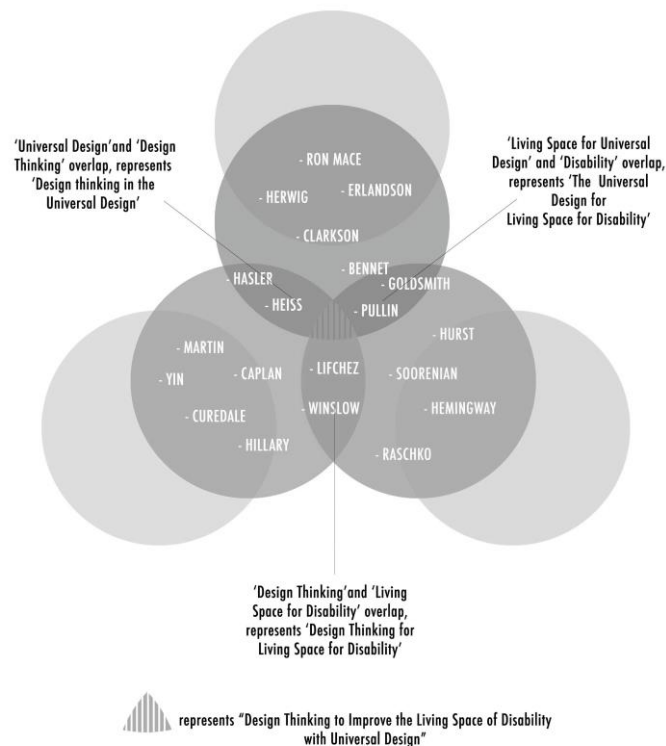 'Universal Design'and 'Design
Thinking' overlap, represents
'Design thinking in the
Universal Design'
'Living Space for Universal
Design' and 'Disability' overlap,
represents 'The Universal
Design for
Living Space for Disability'
- RON MACE
- HERWIG
- ERLANDSON
- CLARKSON
- BENNET
- HASLER
- GOLDSMITH
- HEISS
- PULLIN
- MARTIN
- HURST
- YIN
- CAPLAN
- LIFCHEZ
- SOORENIAN
- CUREDALE
- WINSLOW
- HEMINGWAY
- HILLARY
- RASCHKO
'Design Thinking'and 'Living
Space for Disability' overlap,
represents 'Design Thinking for
Living Space for Disability'
represents "Design Thinking to Improve the Living Space of Disability
with Universal Design"